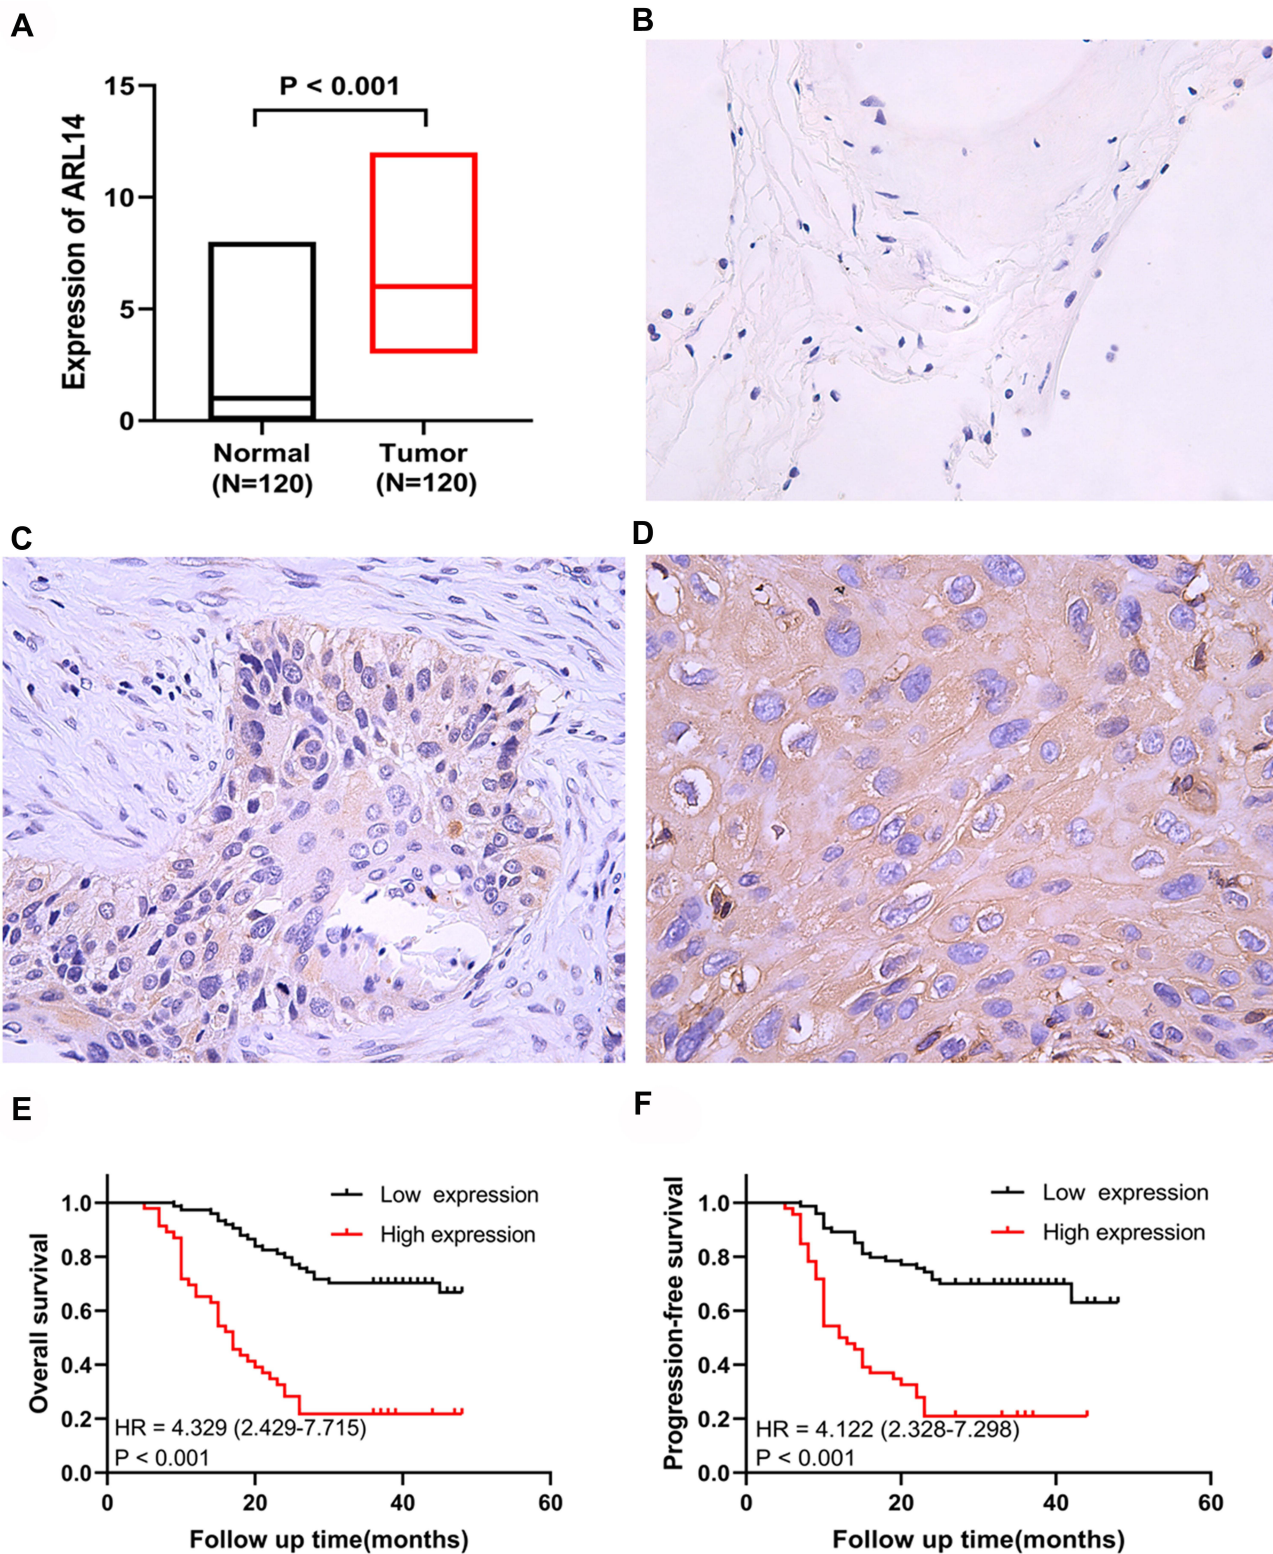 A
P < 0.001
15
10
5
0
Expression of ARL14
Normal
(N=120)
Tumor
(N=120)
B
C
D
E
1.0
0.8
0.6
0.4
0.2
0.0
Overall survival
Low expression
High expression
HR = 4.329 (2.429-7.715)
P < 0.001
0
20
40
60
Follow up time(months)
F
1.0
0.8
0.6
0.4
0.2
0.0
Progression-free survival
Low expression
High expression
HR = 4.122 (2.328-7.298)
P < 0.001
0
20
40
60
Follow up time(months)